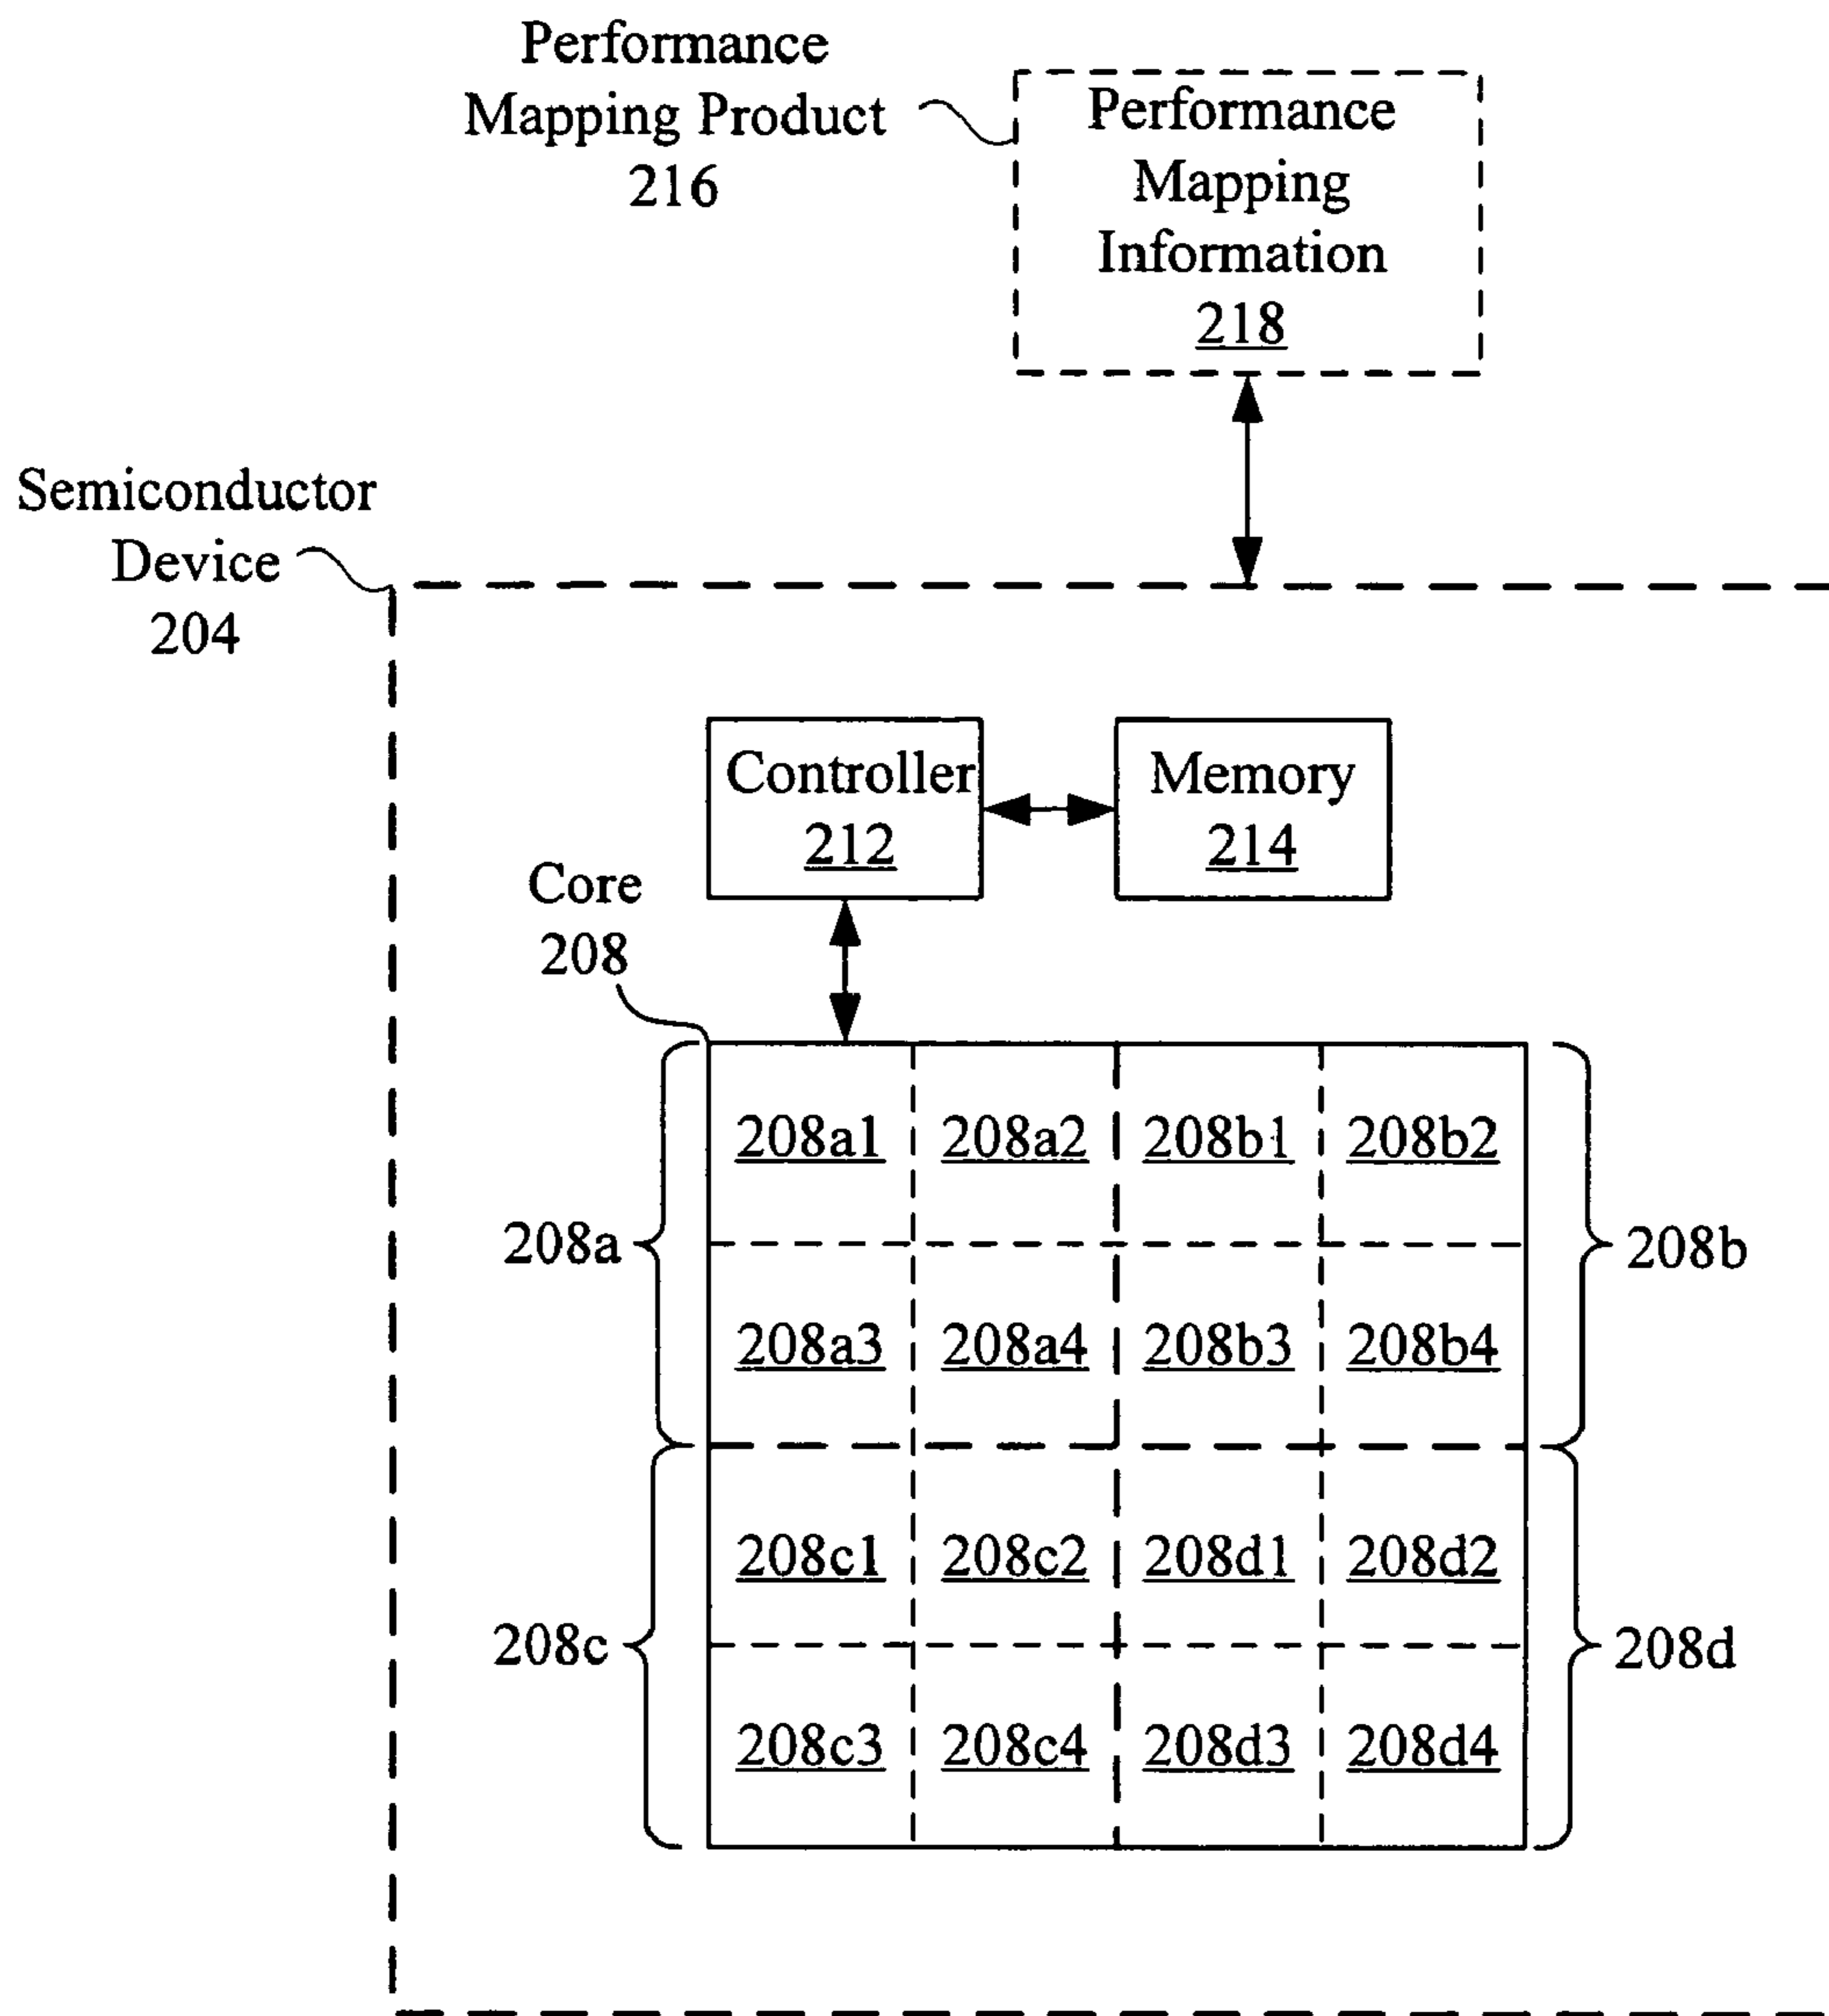 Performance
Mapping Product
216
Performance
Mapping
Information
218
Semiconductor
Device
204
Controller
212
Memory
214
Core
208
208a1 208a2 208b1 208b2
208a
208b
208a3 208a4 208b3 208b4
208c1 208c2 208d1 208d2
208c
208d
208c3 208c4 208d3 208d4